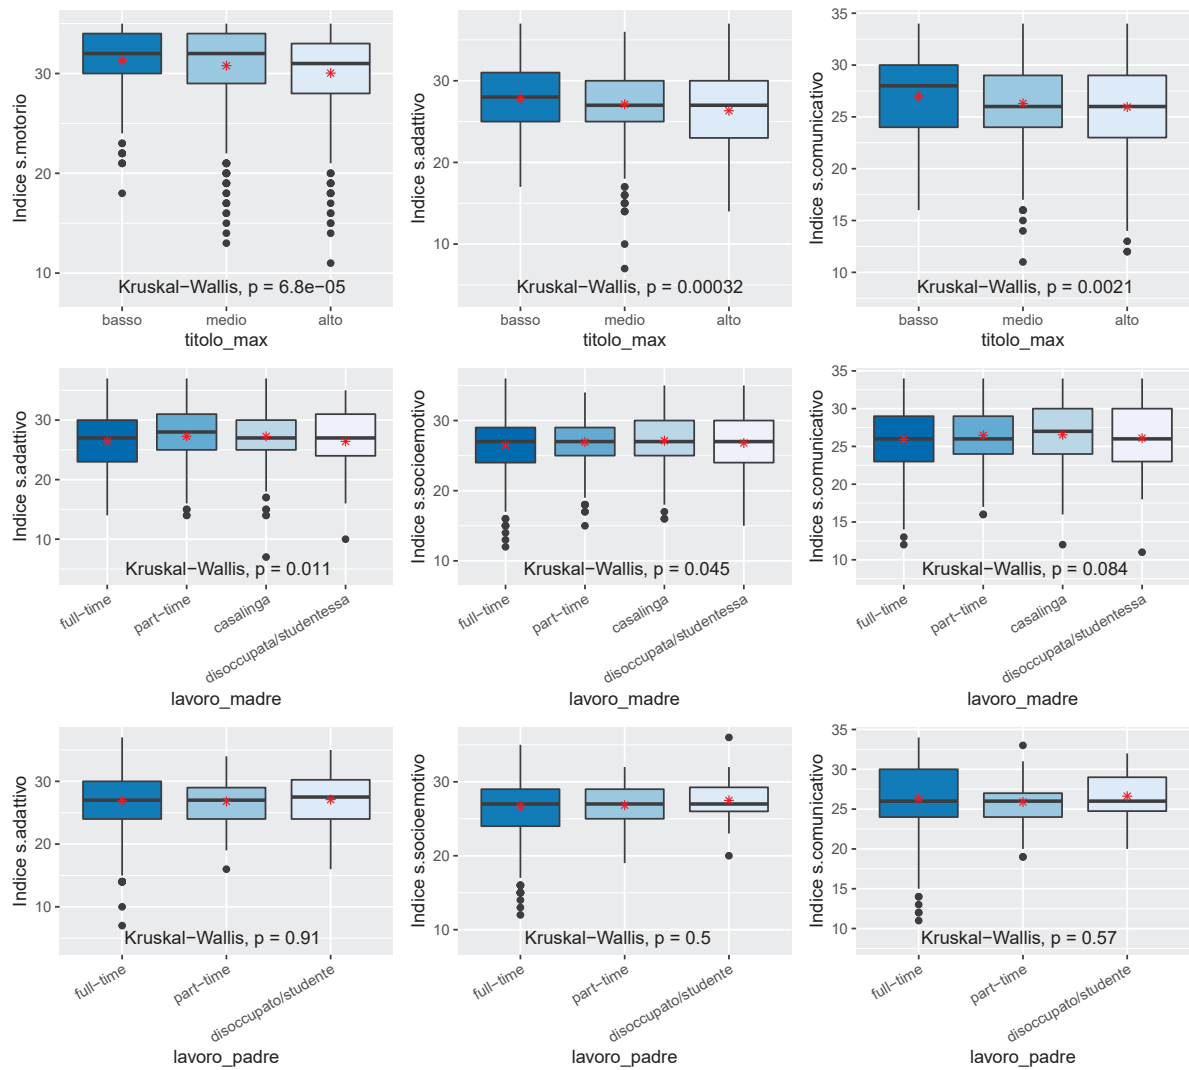 Indice s.motorio
30
20
10
Kruskal−Wallis, p = 6.8e−05
basso
medio
alto
titolo_max
Indice s.adattivo
30
20
10
Kruskal−Wallis, p = 0.00032
basso
medio
alto
titolo_max
Indice s.comunicativo
35
30
25
20
15
10
Kruskal−Wallis, p = 0.0021
basso
medio
alto
titolo_max
Indice s.adattivo
30
20
10
Kruskal−Wallis, p = 0.011
full−time
part−time
casalinga
disoccupata/studentessa
lavoro_madre
Indice s.socioemotivo
30
20
10
Kruskal−Wallis, p = 0.045
full−time
part−time
casalinga
disoccupata/studentessa
lavoro_madre
Indice s.comunicativo
35
30
25
20
15
10
Kruskal−Wallis, p = 0.084
full−time
part−time
casalinga
disoccupata/studentessa
lavoro_madre
Indice s.adattivo
30
20
10
Kruskal−Wallis, p = 0.91
full−time
part−time
disoccupato/studente
lavoro_padre
Indice s.socioemotivo
30
20
10
Kruskal−Wallis, p = 0.5
full−time
part−time
disoccupato/studente
lavoro_padre
Indice s.comunicativo
35
30
25
20
15
10
Kruskal−Wallis, p = 0.57
full−time
part−time
disoccupato/studente
lavoro_padre